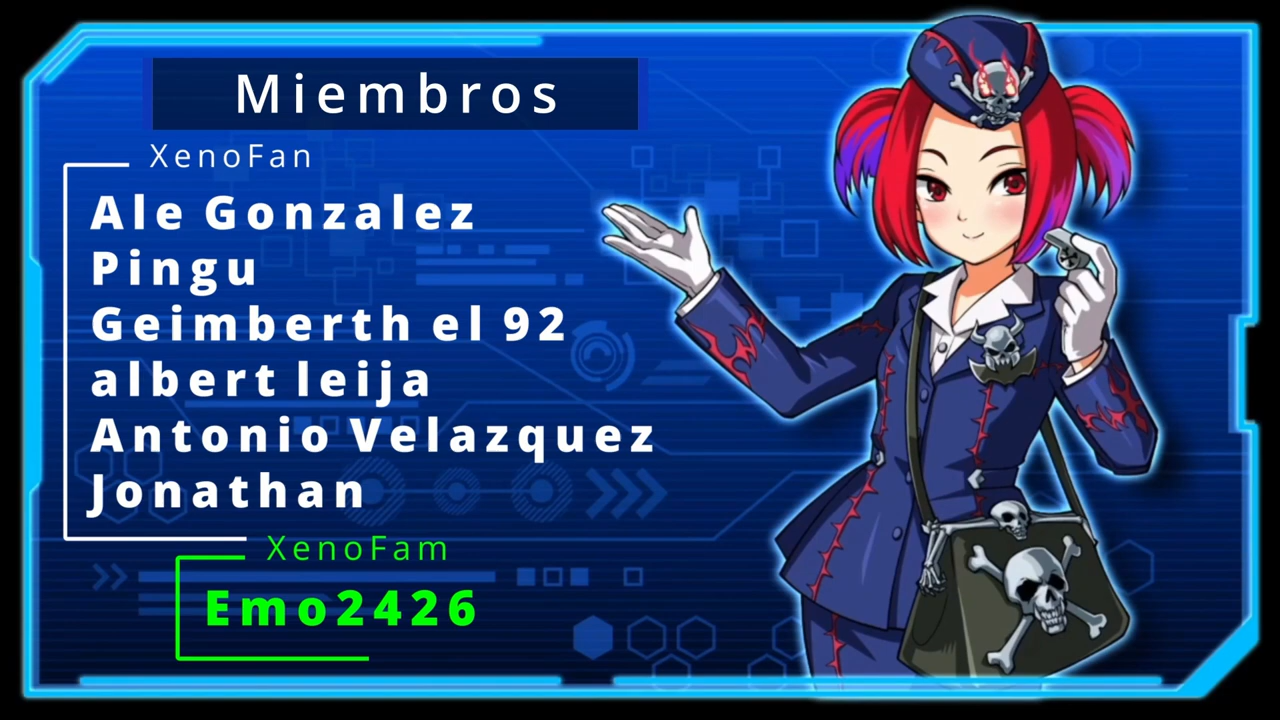 Miembros
XenoFan
Ale Gonzalez
Pingu
Geimberth el 92
albert leija
Antonio Velazquez
Jonathan
XenoFam
Emo2426